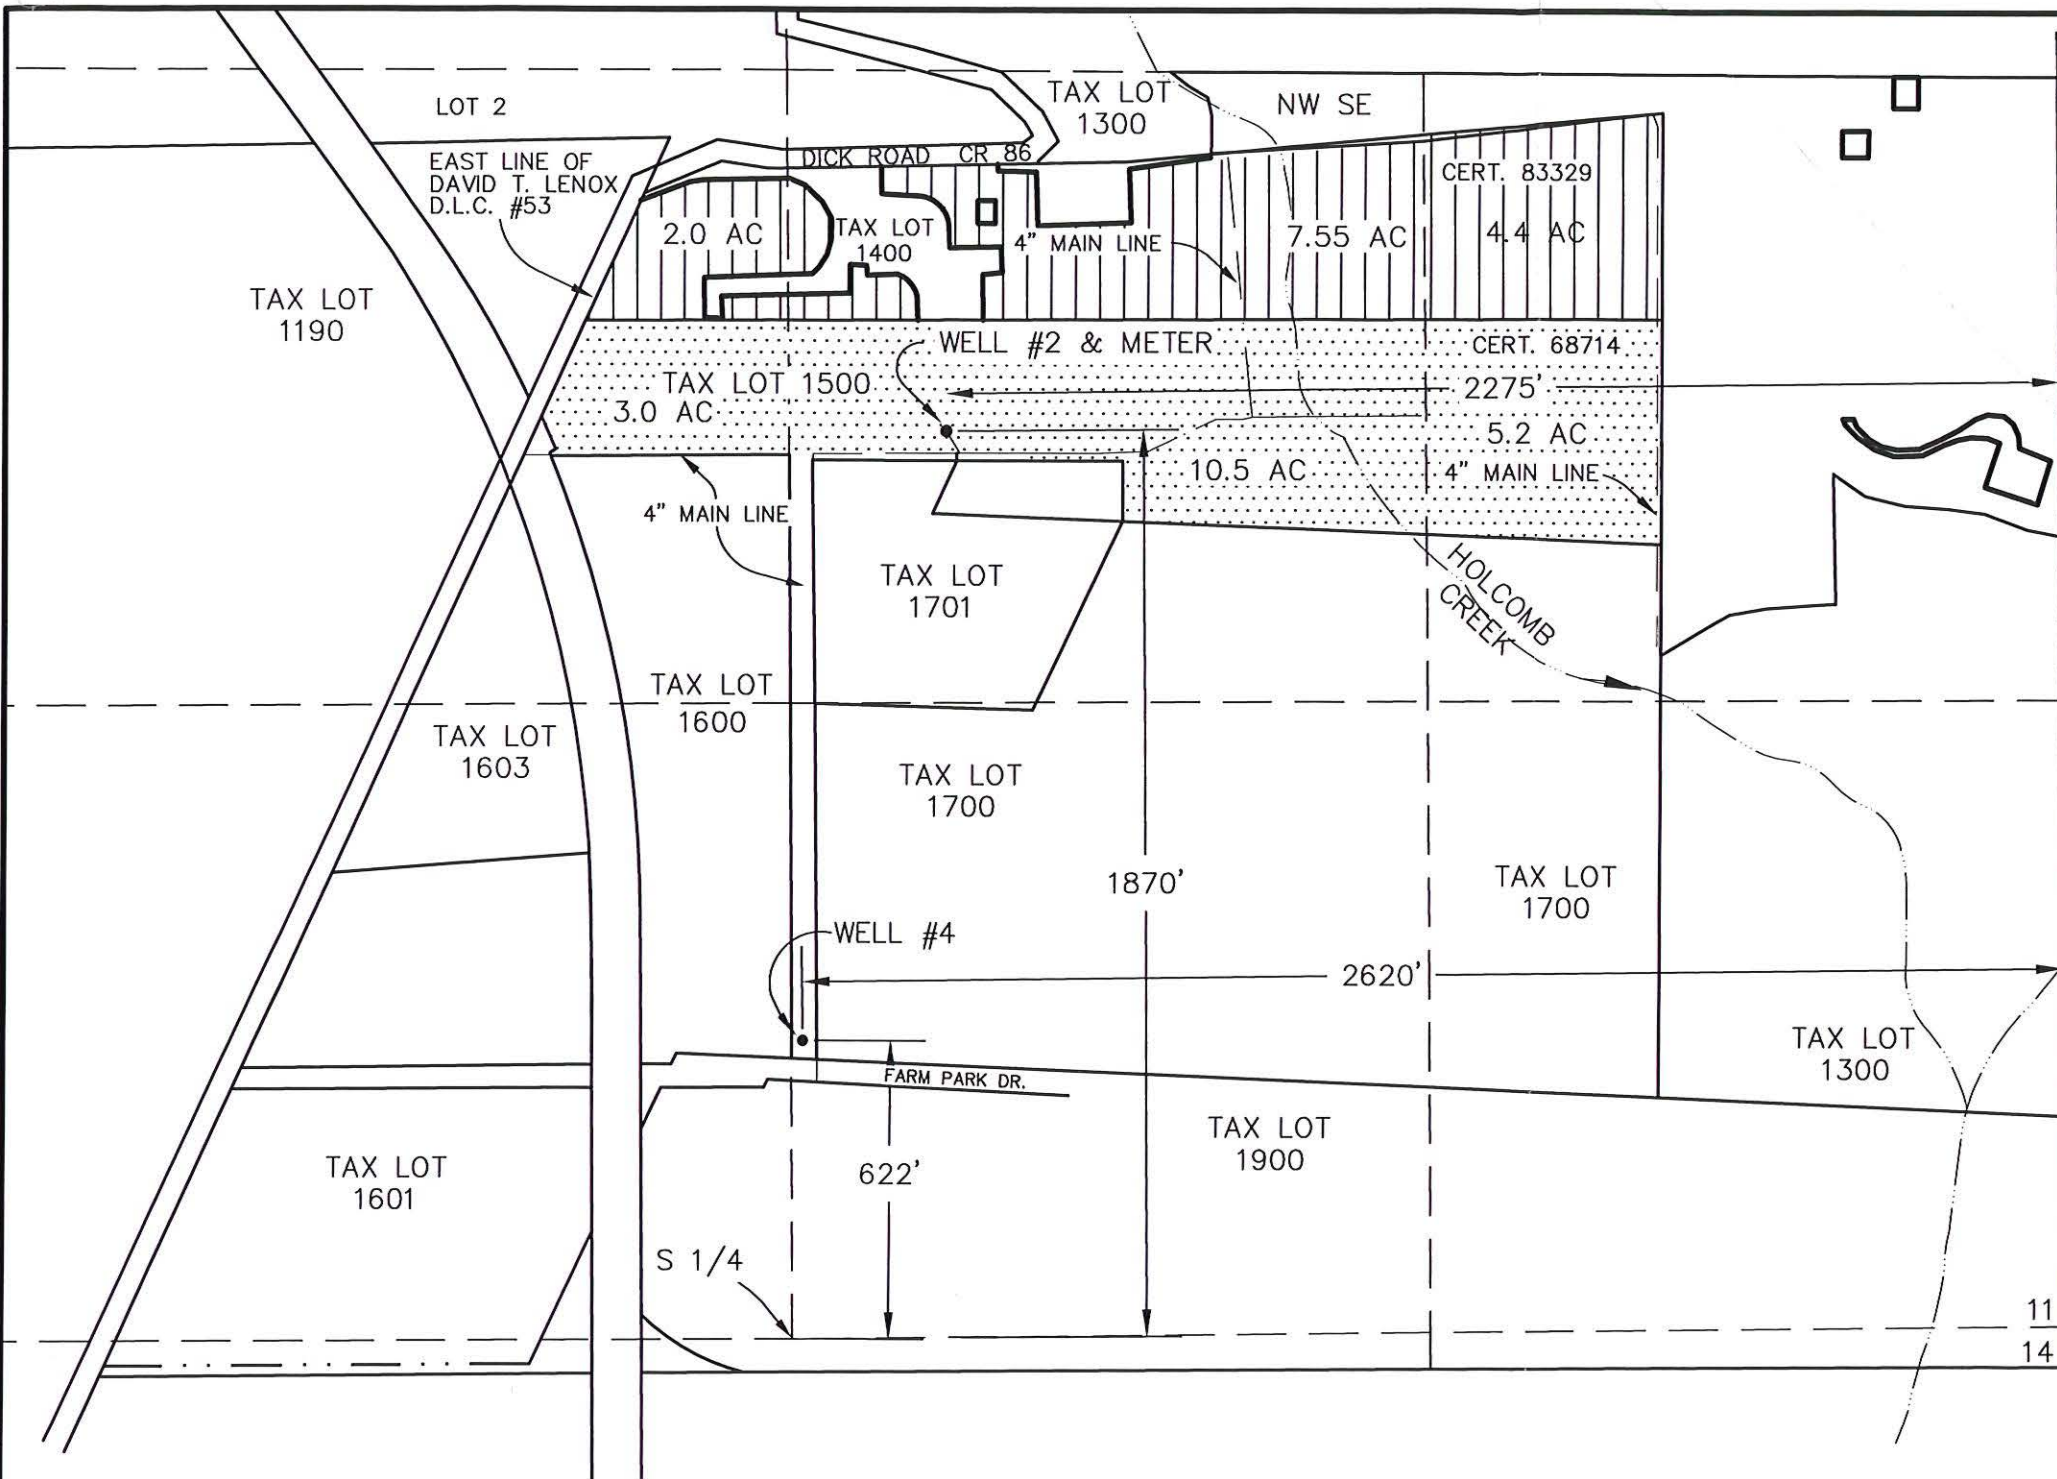 LOT 2
TAX LOT
1300
NW SE
EAST LINE OF
DAVID T. LENOX
D.L.C. #53
DICK ROAD CR 86
CERT. 83329
2.0 AC
TAX LOT
1400
4" MAIN LINE
7.55 AC
4.4 AC
TAX LOT
1190
WELL #2 & METER
CERT. 68714
TAX LOT 1500
3.0 AC
2275'
5.2 AC
10.5 AC
4" MAIN LINE
4" MAIN LINE
TAX LOT
1701
HOLCOMB
CREEK
TAX LOT
1600
TAX LOT
1603
TAX LOT
1700
1870'
TAX LOT
1700
WELL #4
2620'
TAX LOT
1300
FARM PARK DR.
TAX LOT
1900
TAX LOT
1601
622'
S 1/4
11
14